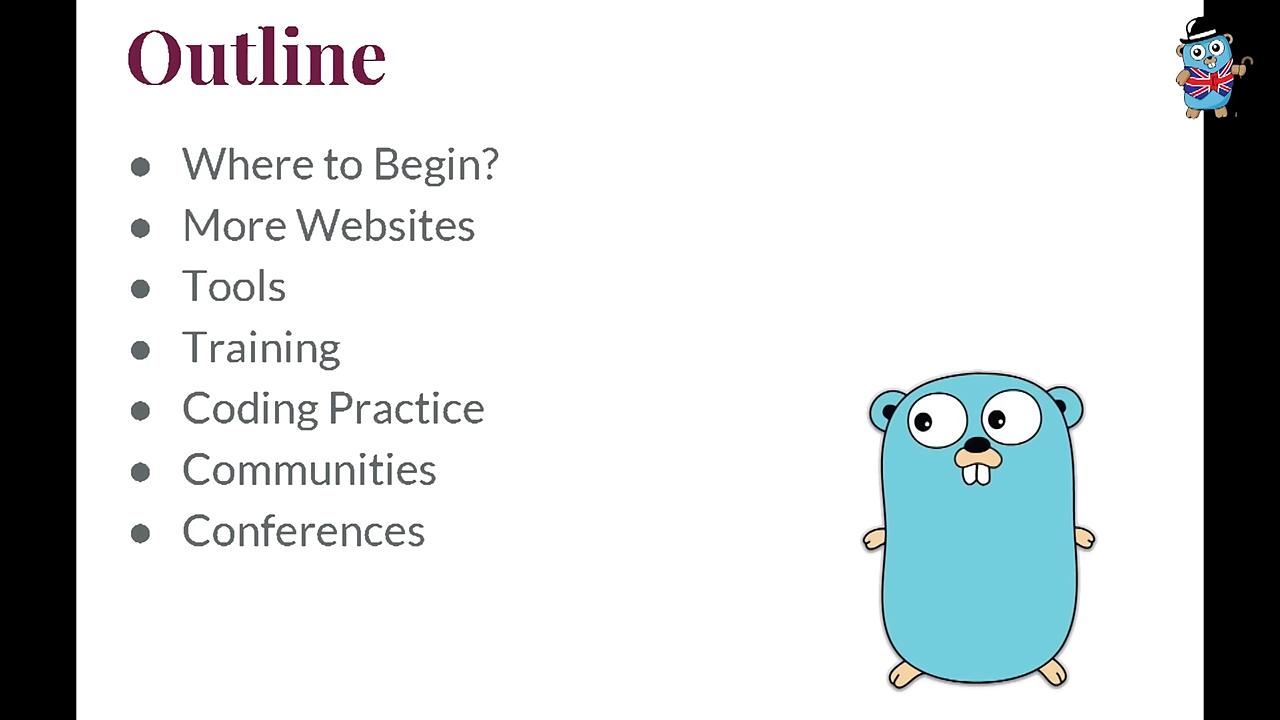 Outline
● Where to Begin?
● More Websites
● Tools
● Training
● Coding Practice
● Communities
● Conferences